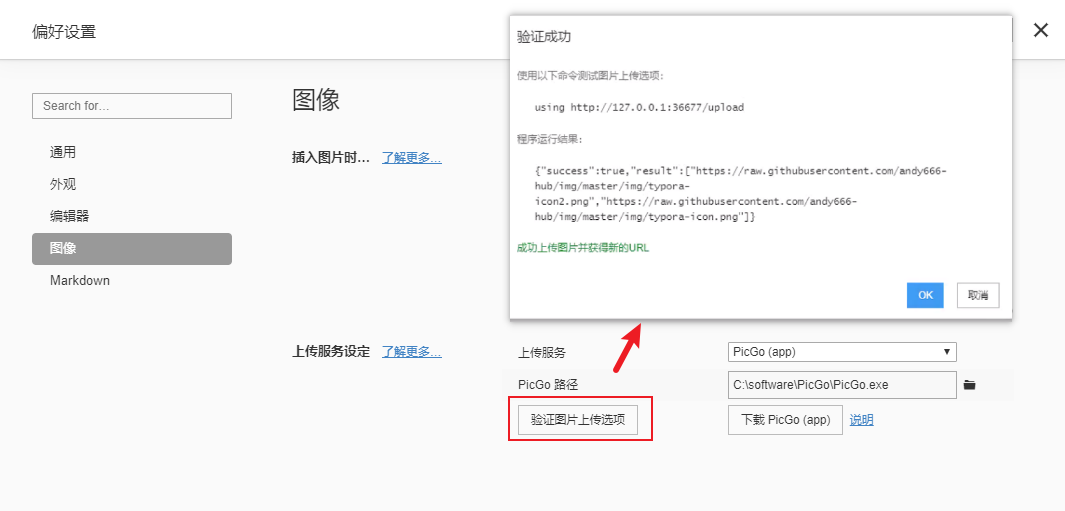 偏好设置
Search for…
通用
外观
编辑器
图像
Markdown
图像
插入图片时… 了解更多…
验证成功
使用以下命令测试图片上传选项:
using http://127.0.0.1:36677/upload
程序运行结果:
{"success":true,"result":["https://raw.githubusercontent.com/andy666-
hub/img/master/img/typora-
icon2.png","https://raw.githubusercontent.com/andy666-
hub/img/master/img/typora-icon.png"]}
成功上传图片并获得新的URL
OK 取消
上传服务设定 了解更多…
上传服务 PicGo (app)
PicGo 路径 C:\software\PicGo\PicGo.exe
验证图片上传选项 下载 PicGo (app) 说明